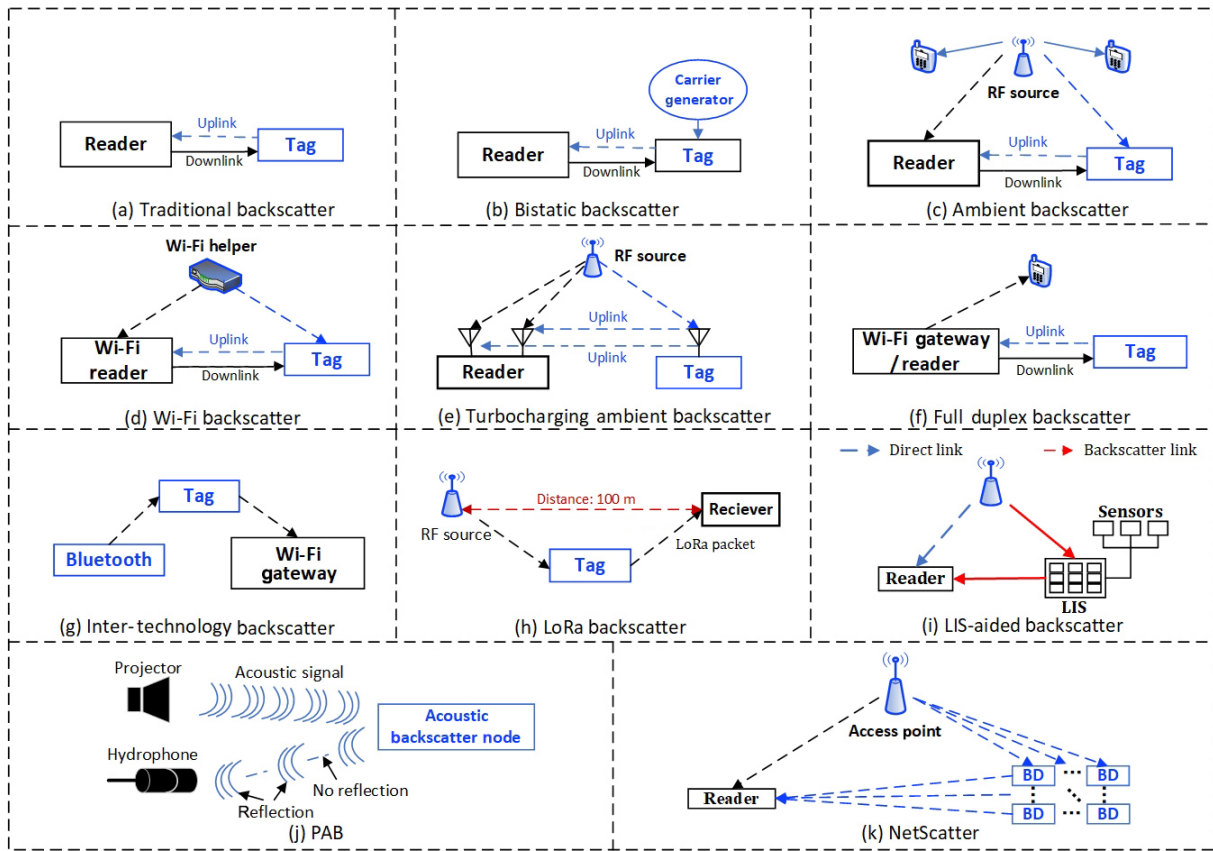 Uplink
Reader
Tag
Downlink
(a) Traditional backscatter
Carrier
generator
Uplink
Reader
Tag
Downlink
(b) Bistatic backscatter
RF source
Uplink
Reader
Tag
Downlink
(c) Ambient backscatter
Wi-Fi helper
Uplink
Wi-Fi
reader
Tag
Downlink
(d) Wi-Fi backscatter
RF source
Uplink
Uplink
Reader
Tag
(e) Turbocharging ambient backscatter
Uplink
Wi-Fi gateway
/reader
Tag
Downlink
(f) Full duplex backscatter
Tag
Bluetooth
Wi-Fi
gateway
(g) Inter-technology backscatter
Distance: 100 m
Reciever
RF source
LoRa packet
Tag
(h) LoRa backscatter
Direct link
Backscatter link
Sensors
Reader
LIS
(i) LIS-aided backscatter
Projector
Acoustic signal
Acoustic
backscatter node
Hydrophone
No reflection
Reflection
(j) PAB
Access point
BD ... BD
Reader
BD ... BD
(k) NetScatter